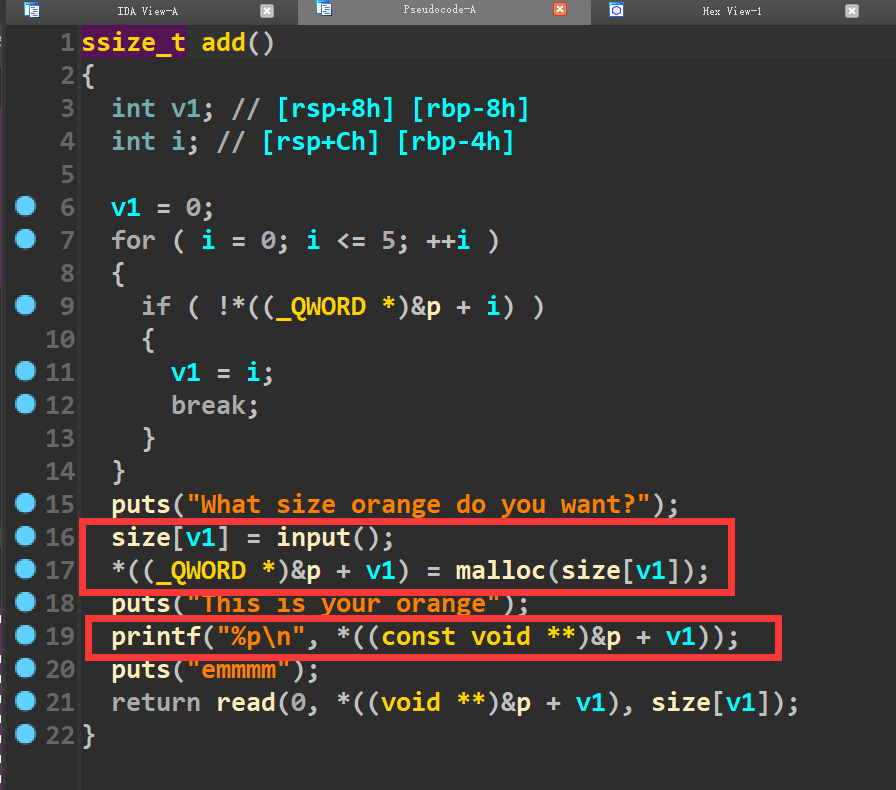 IDA View-A Pseudocode-A Hex View-1
1 ssize_t add()
2 {
3 int v1; // [rsp+8h] [rbp-8h]
4 int i; // [rsp+Ch] [rbp-4h]
5
6 v1 = 0;
7 for ( i = 0; i <= 5; ++i )
8 {
9 if ( !*((_QWORD *)&p + i) )
10 {
11 v1 = i;
12 break;
13 }
14 }
15 puts("What size orange do you want?");
16 size[v1] = input();
17 *((_QWORD *)&p + v1) = malloc(size[v1]);
18 puts("This is your orange");
19 printf("%p\n", *((const void **)&p + v1));
20 puts("emmmm");
21 return read(0, *((void **)&p + v1), size[v1]);
22 }